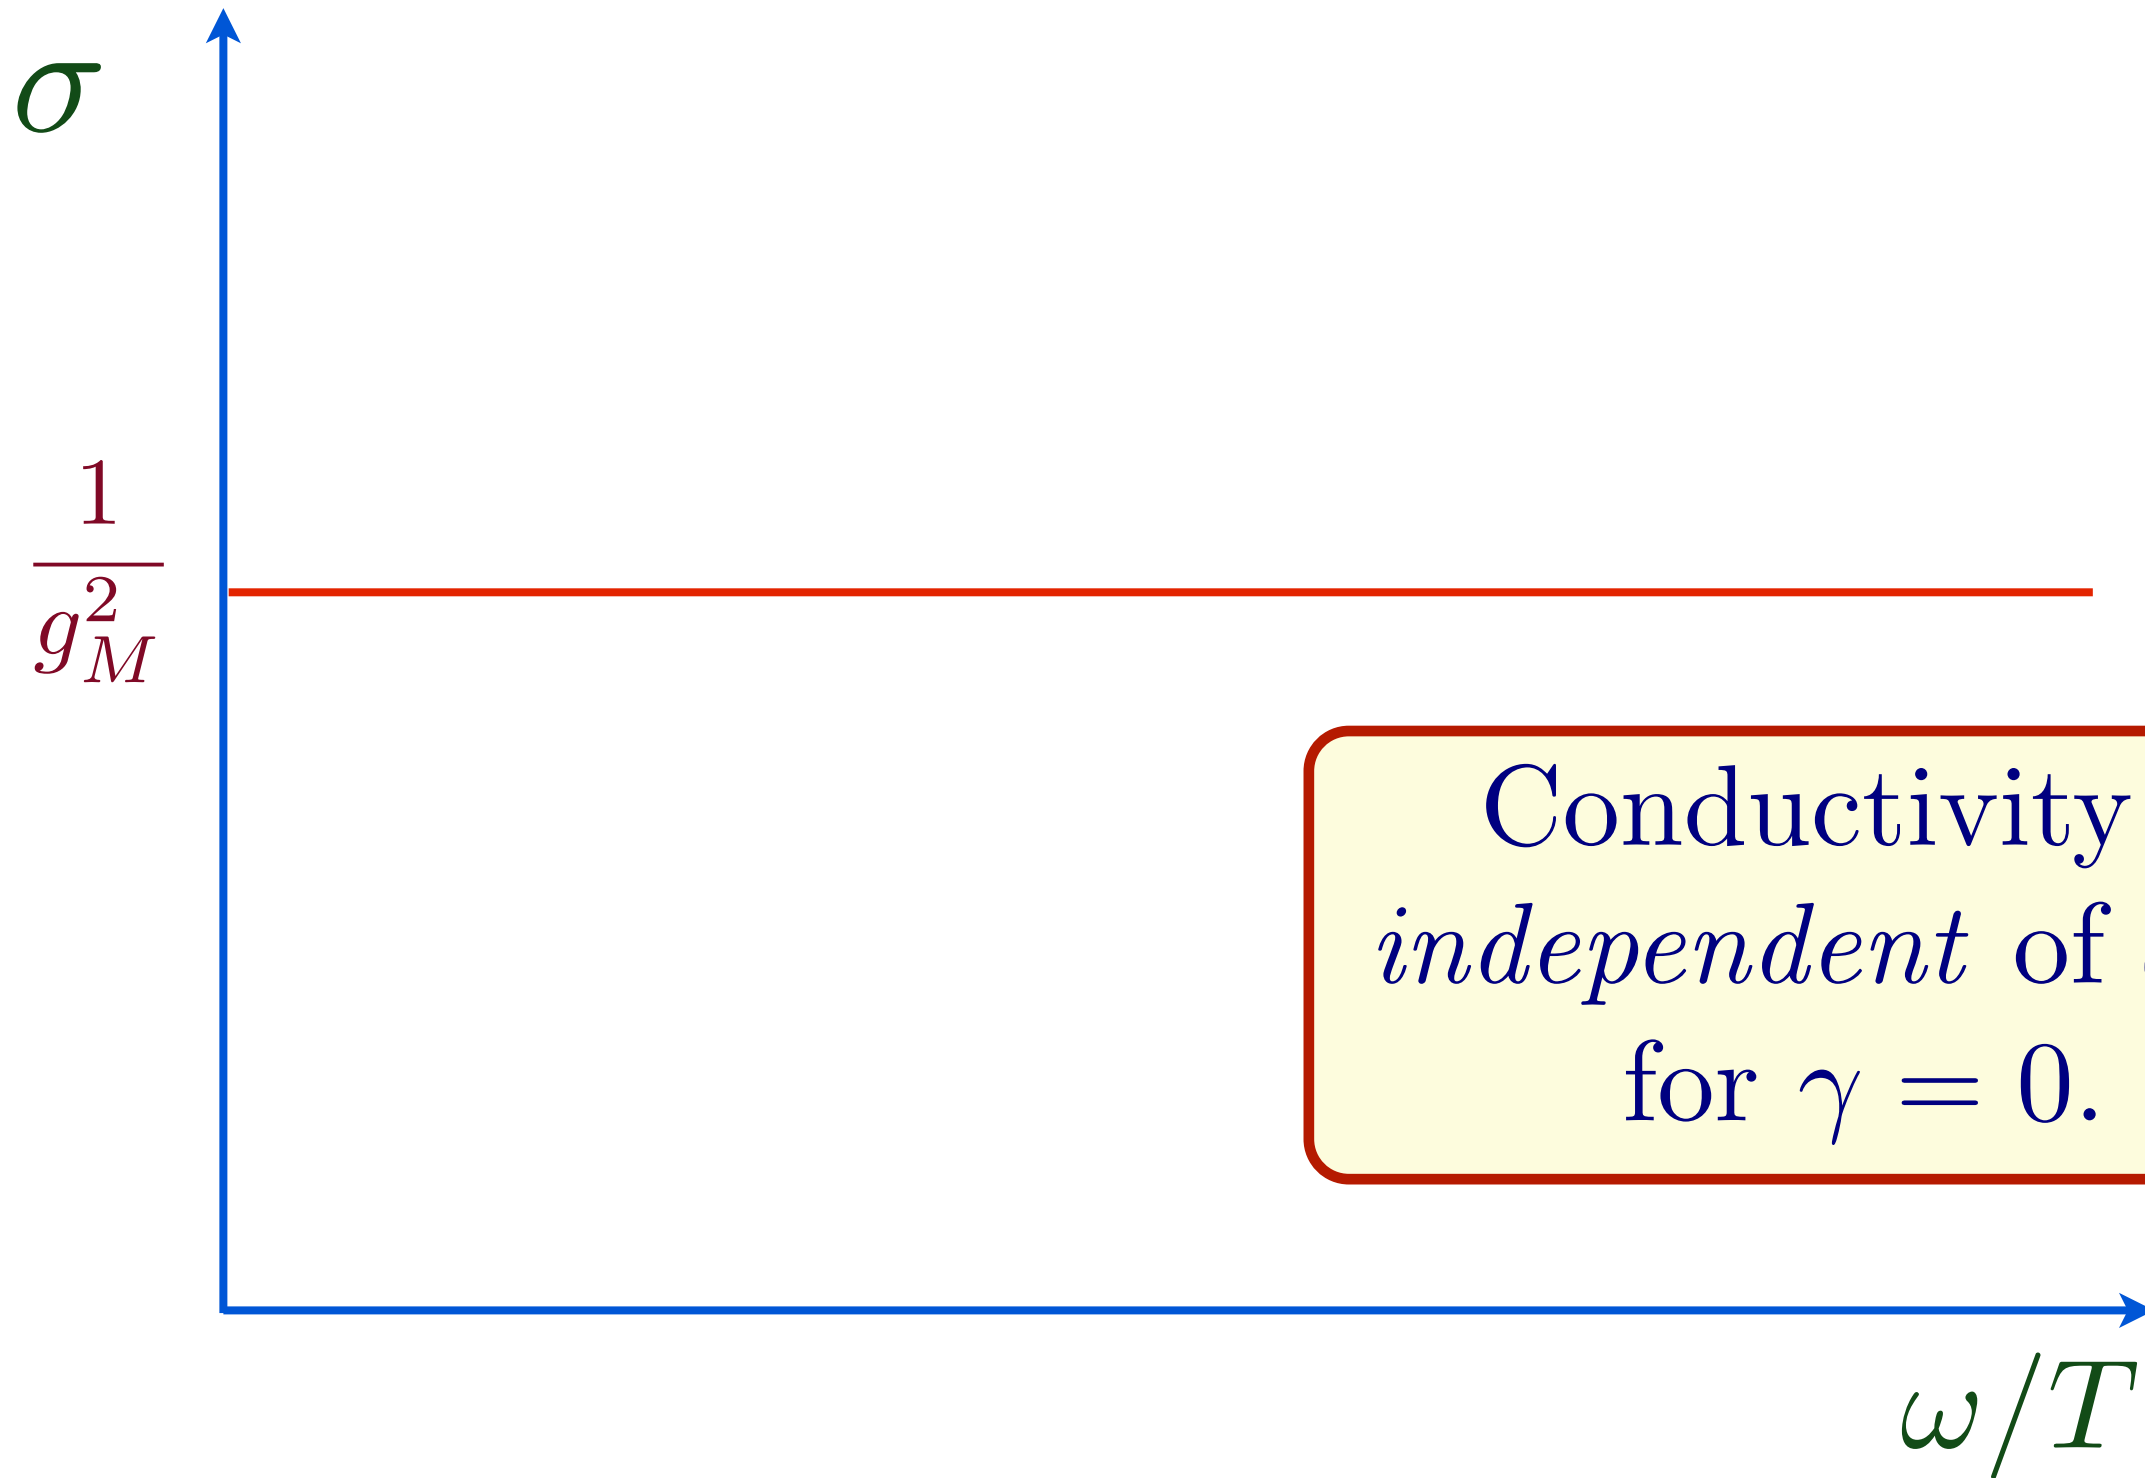 σ
1
g_M^2
Conductivity
independent of
for γ = 0.
ω/T